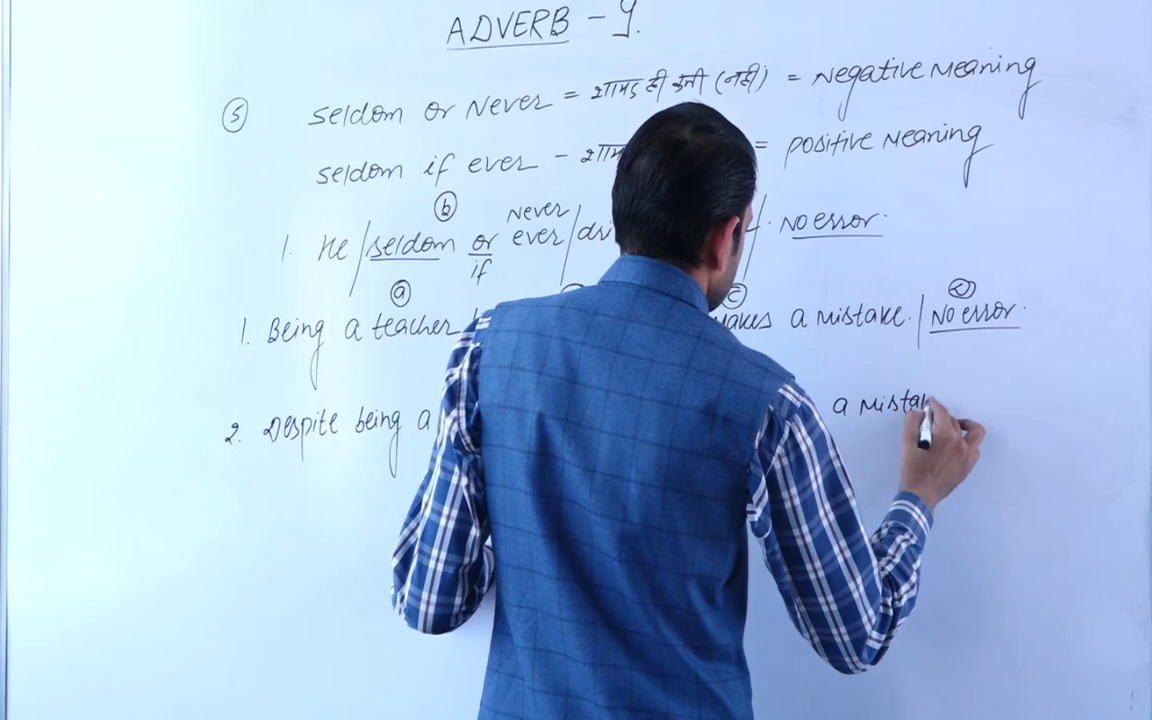 ADVERB - 9.
⑤ Seldom or Never = शायद ही कभी (नहीं) = Negative Meaning
Seldom if ever - = Positive Meaning
ⓑ Never
1. He / seldom or ever / / No error.
if
ⓐ ⓒ ⓓ
1. Being a teacher makes a mistake. / No error.
2. Despite being a a mistak